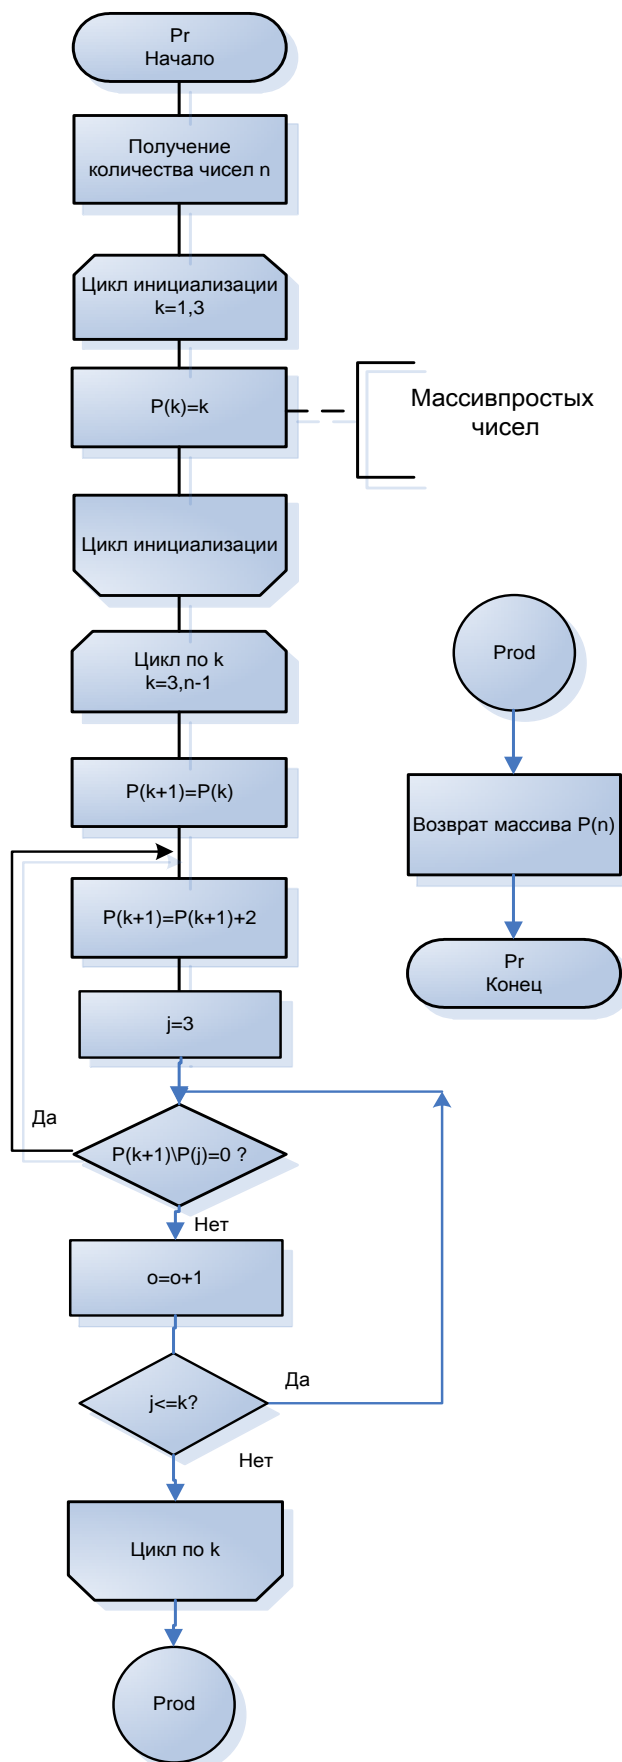 Pr
Начало
Получение
количества чисел n
Цикл инициализации
k=1,3
P(k)=k
Массивпростых
чисел
Цикл инициализации
Цикл по k
k=3,n-1
P(k+1)=P(k)
P(k+1)=P(k+1)+2
j=3
Да
P(k+1)\P(j)=0 ?
Нет
o=o+1
j<=k?
Да
Нет
Цикл по k
Prod
Prod
Возврат массива P(n)
Pr
Конец